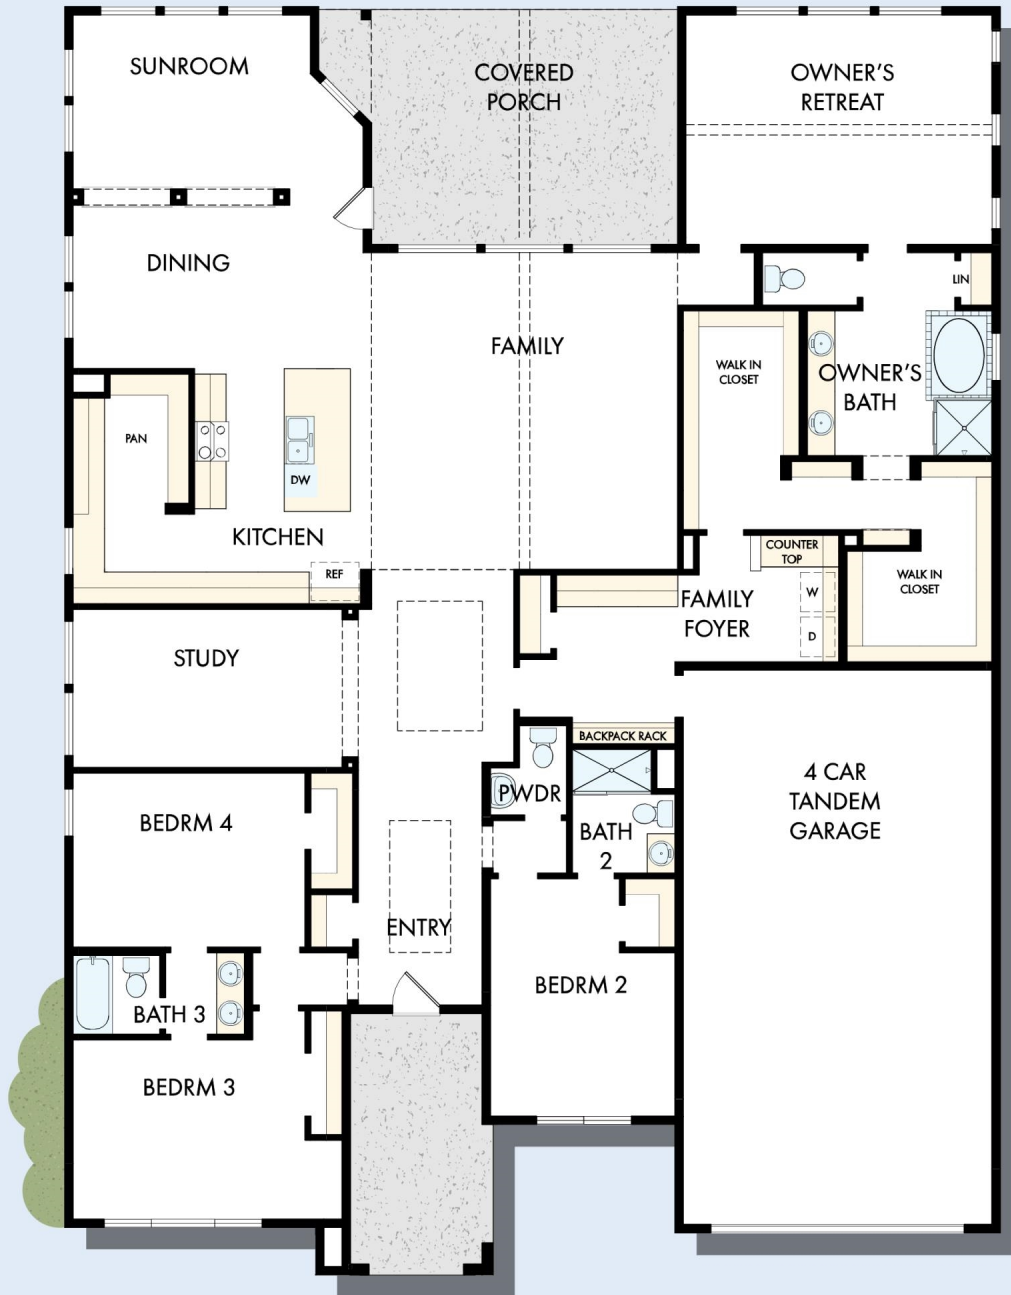 SUNROOM
COVERED
PORCH
OWNER'S
RETREAT
DINING
LIN
FAMILY
WALK IN
CLOSET
OWNER'S
BATH
PAN
DW
KITCHEN
REF
COUNTER
TOP
WALK IN
CLOSET
W
FAMILY
FOYER
D
STUDY
BACKPACK RACK
4 CAR
TANDEM
GARAGE
PWDR
BEDRM 4
BATH
2
ENTRY
BEDRM 2
BATH 3
BEDRM 3